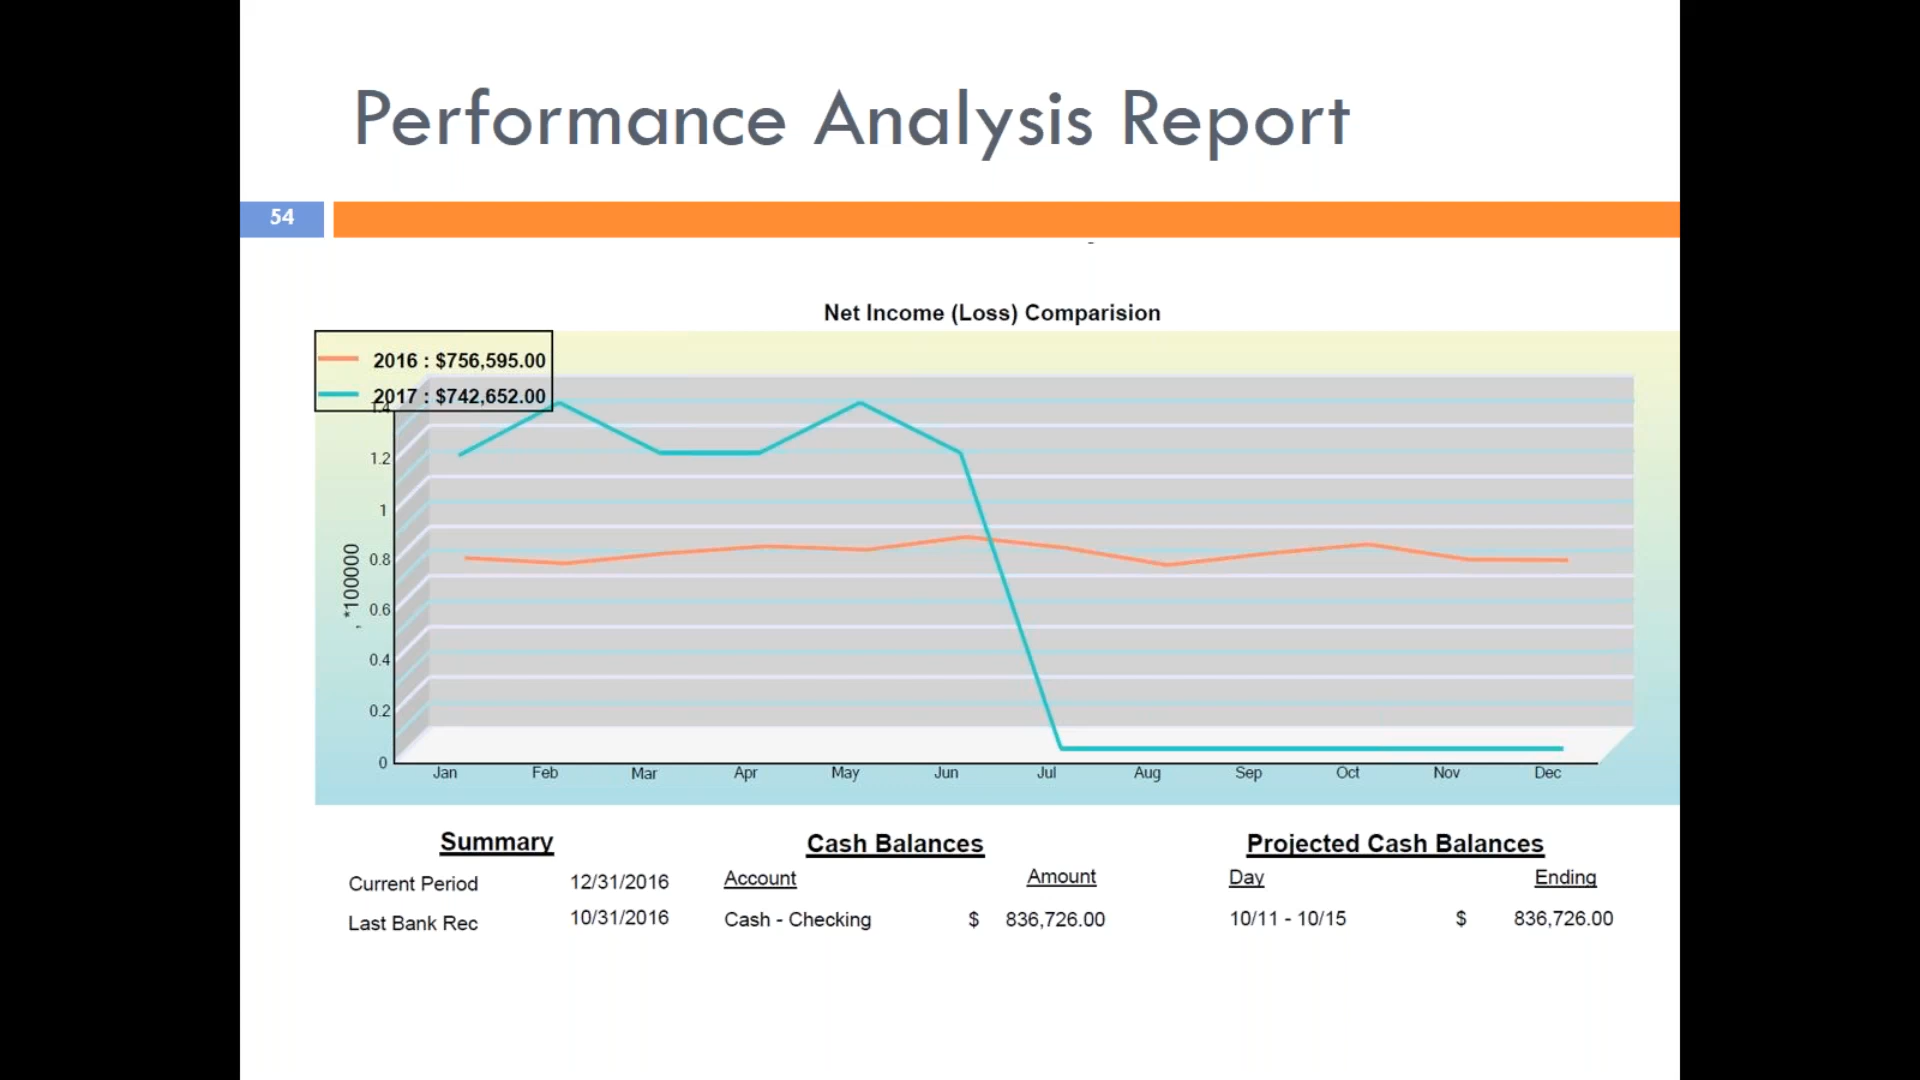 Performance Analysis Report
54
Net Income (Loss) Comparision
2016 : $756,595.00
2017 : $742,652.00
1.4
1.2
1
0.8
0.6
0.4
0.2
0
, *100000
Jan Feb Mar Apr May Jun Jul Aug Sep Oct Nov Dec
Summary
Current Period 12/31/2016
Last Bank Rec 10/31/2016
Cash Balances
Account Amount
Cash - Checking $ 836,726.00
Projected Cash Balances
Day Ending
10/11 - 10/15 $ 836,726.00